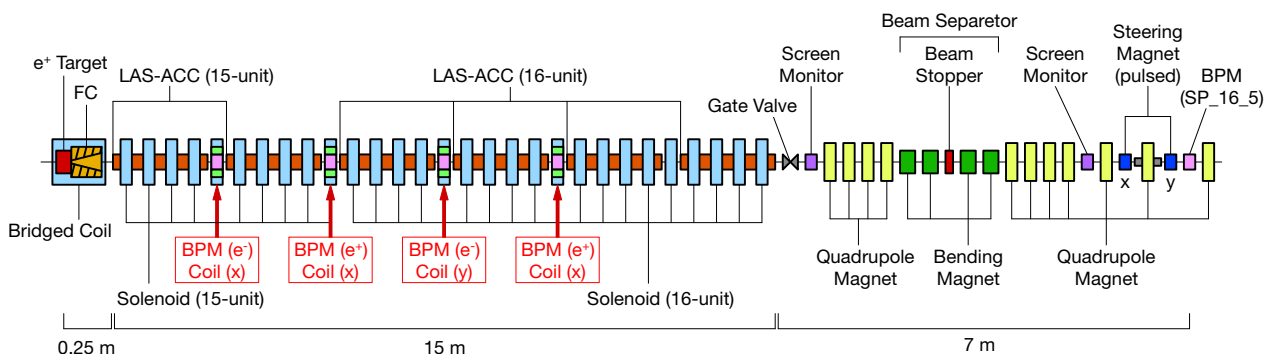 e+ Target
FC
Bridged Coil
LAS-ACC (15-unit)
LAS-ACC (16-unit)
BPM (e-)
Coil (x)
BPM (e+)
Coil (x)
BPM (e-)
Coil (y)
BPM (e+)
Coil (x)
Solenoid (15-unit)
Solenoid (16-unit)
Gate Valve
Screen
Monitor
Beam Separetor
Beam
Stopper
Screen
Monitor
Steering
Magnet
(pulsed)
BPM
(SP_16_5)
x
y
Quadrupole
Magnet
Bending
Magnet
Quadrupole
Magnet
0.25 m
15 m
7 m